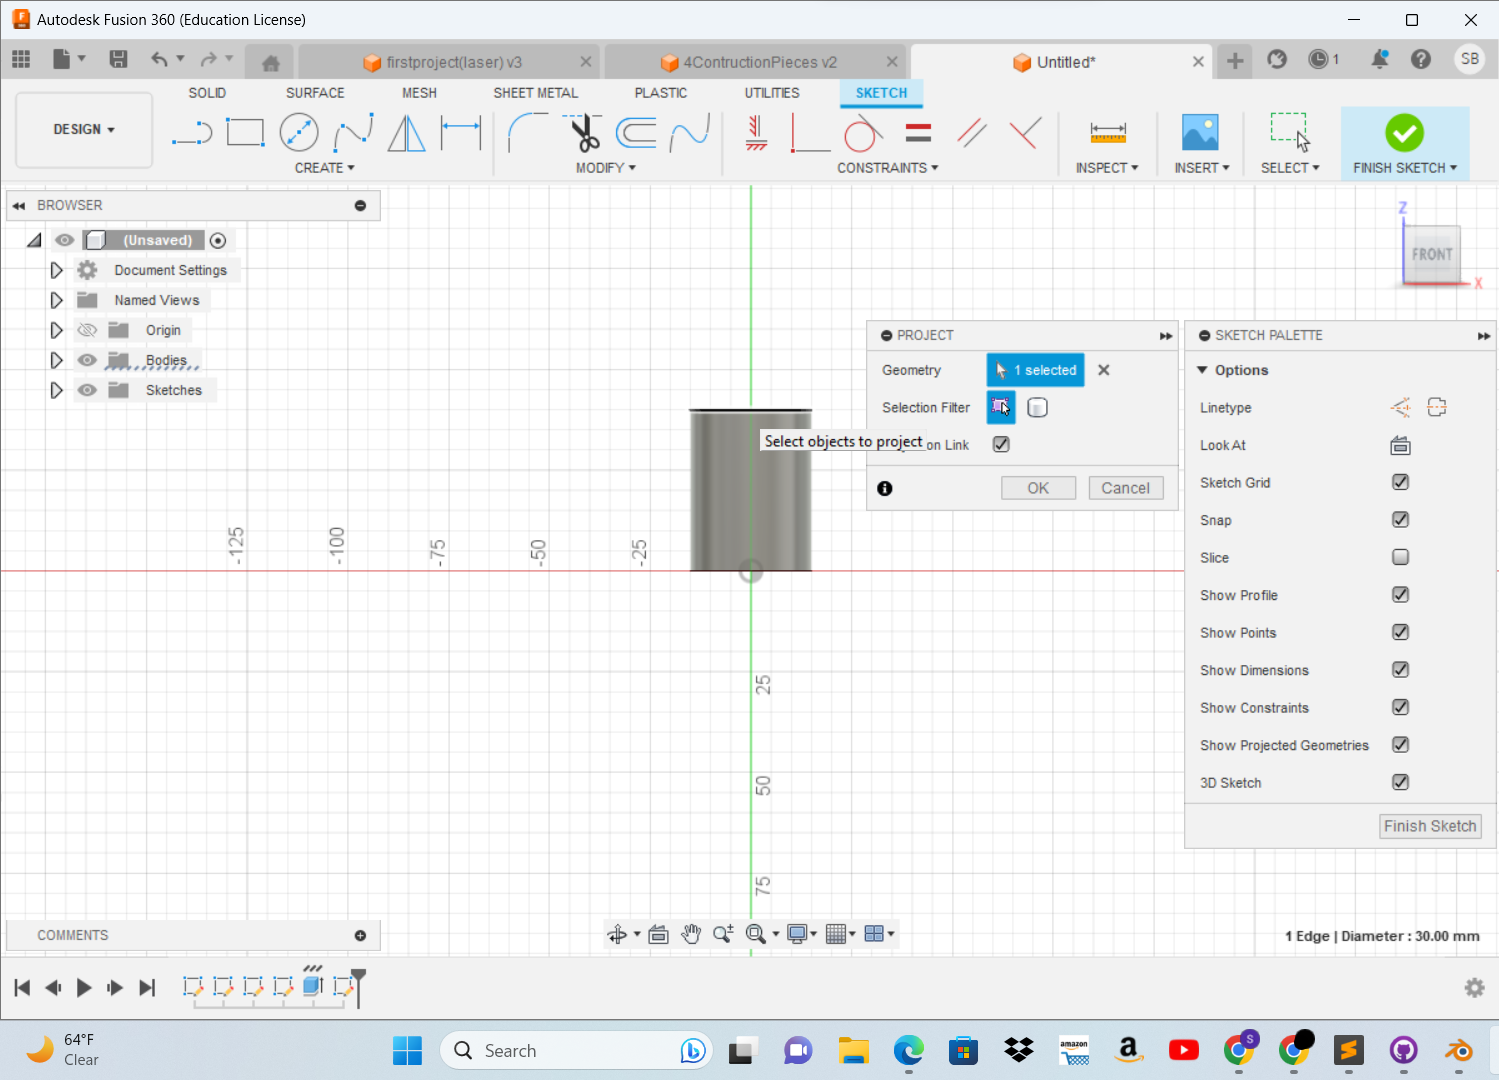 Autodesk Fusion 360 (Education License)
firstproject(laser) v3
4ContructionPieces v2
Untitled*
1
SB
DESIGN
SOLID
SURFACE
MESH
SHEET METAL
PLASTIC
UTILITIES
SKETCH
CREATE
MODIFY
CONSTRAINTS
INSPECT
INSERT
SELECT
FINISH SKETCH
BROWSER
(Unsaved)
Document Settings
Named Views
Origin
Bodies
Sketches
Z
FRONT
X
PROJECT
Geometry
1 selected
Selection Filter
Select objects to project
on Link
OK
Cancel
SKETCH PALETTE
Options
Linetype
Look At
Sketch Grid
Snap
Slice
Show Profile
Show Points
Show Dimensions
Show Constraints
Show Projected Geometries
3D Sketch
Finish Sketch
-125
-100
-75
-50
-25
25
50
75
COMMENTS
1 Edge | Diameter : 30.00 mm
64°F
Clear
Search
amazon
a
S